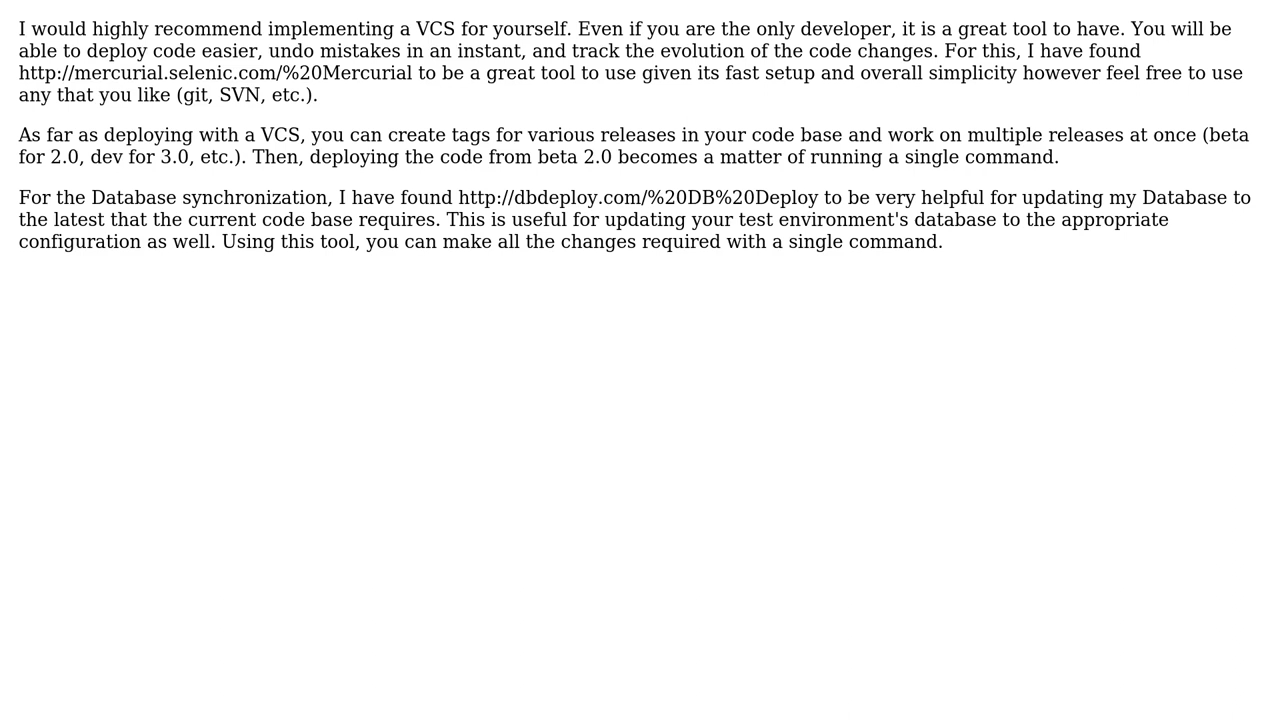 I would highly recommend implementing a VCS for yourself. Even if you are the only developer, it is a great tool to have. You will be
able to deploy code easier, undo mistakes in an instant, and track the evolution of the code changes. For this, I have found
http://mercurial.selenic.com/%20Mercurial to be a great tool to use given its fast setup and overall simplicity however feel free to use
any that you like (git, SVN, etc.).
As far as deploying with a VCS, you can create tags for various releases in your code base and work on multiple releases at once (beta
for 2.0, dev for 3.0, etc.). Then, deploying the code from beta 2.0 becomes a matter of running a single command.
For the Database synchronization, I have found http://dbdeploy.com/%20DB%20Deploy to be very helpful for updating my Database to
the latest that the current code base requires. This is useful for updating your test environment's database to the appropriate
configuration as well. Using this tool, you can make all the changes required with a single command.